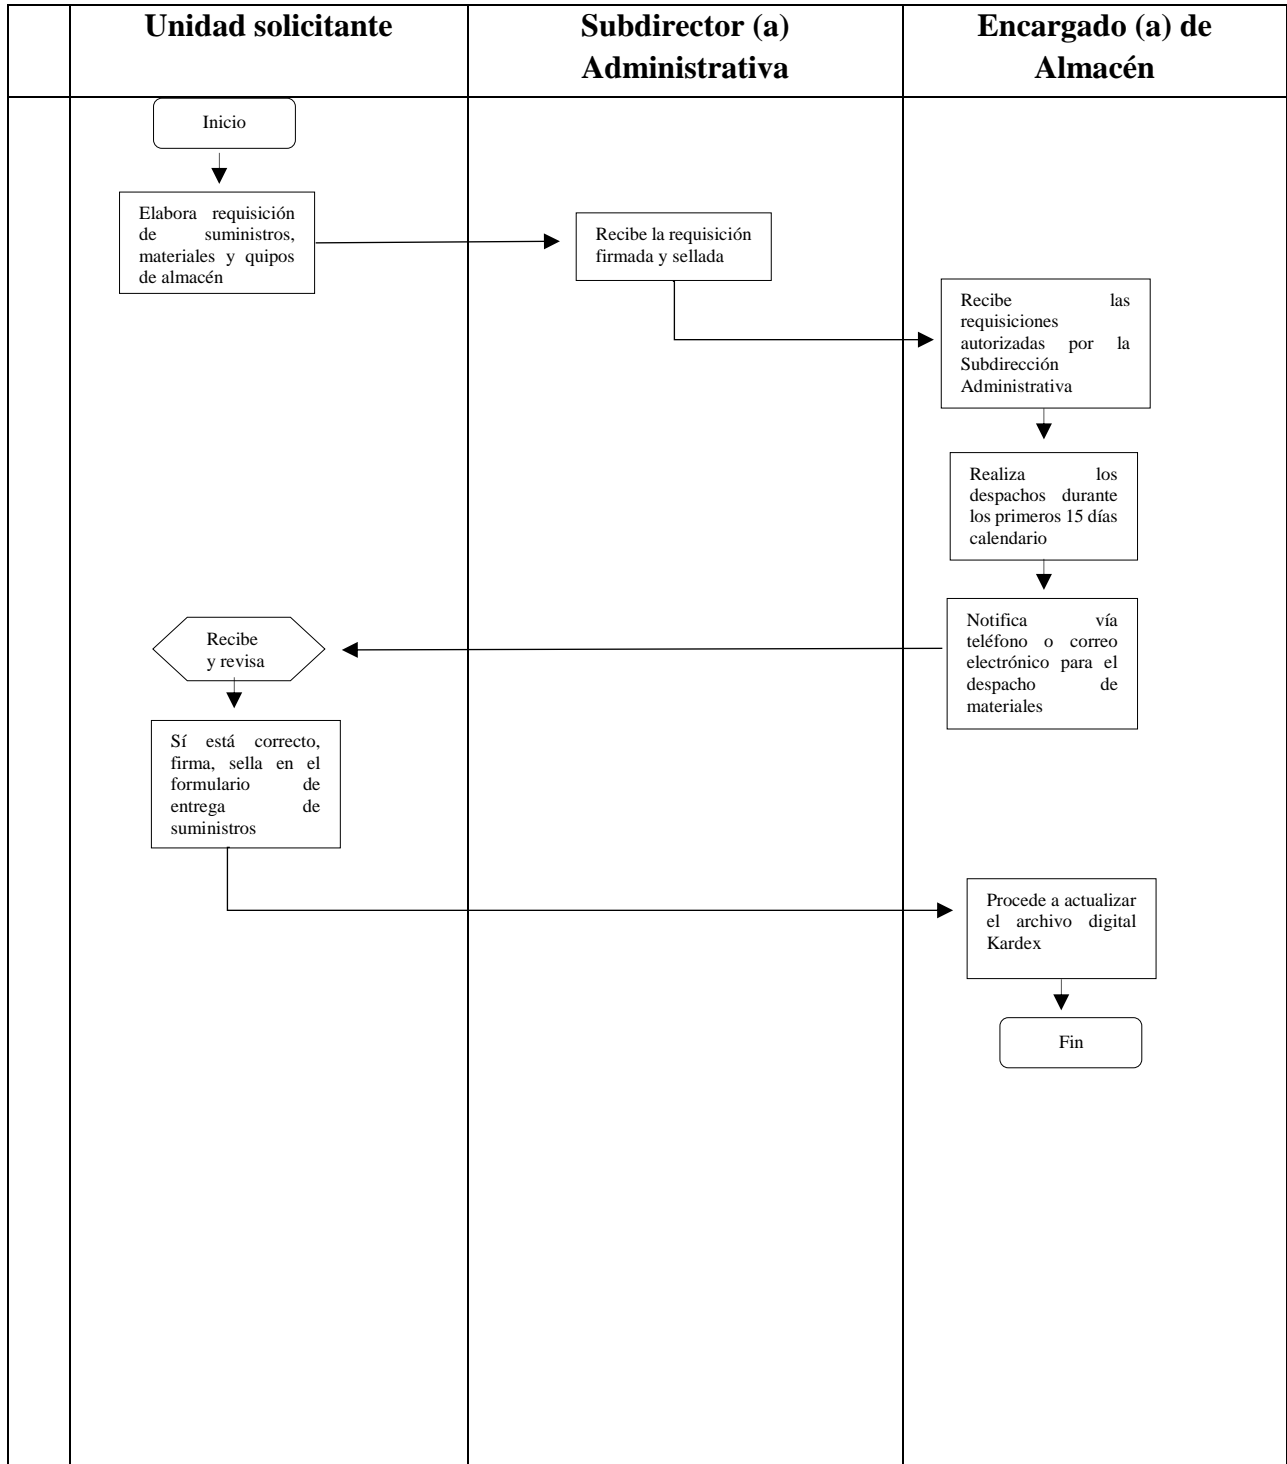 Unidad solicitante
Subdirector (a)
Administrativa
Encargado (a) de
Almacén
Inicio
Elabora requisición
de suministros,
materiales y quipos
de almacén
Recibe la requisición
firmada y sellada
Recibe las
requisiciones
autorizadas por la
Subdirección
Administrativa
Realiza los
despachos durante
los primeros 15 días
calendario
Notifica vía
teléfono o correo
electrónico para el
despacho de
materiales
Recibe
y revisa
Sí está correcto,
firma, sella en el
formulario de
entrega de
suministros
Procede a actualizar
el archivo digital
Kardex
Fin